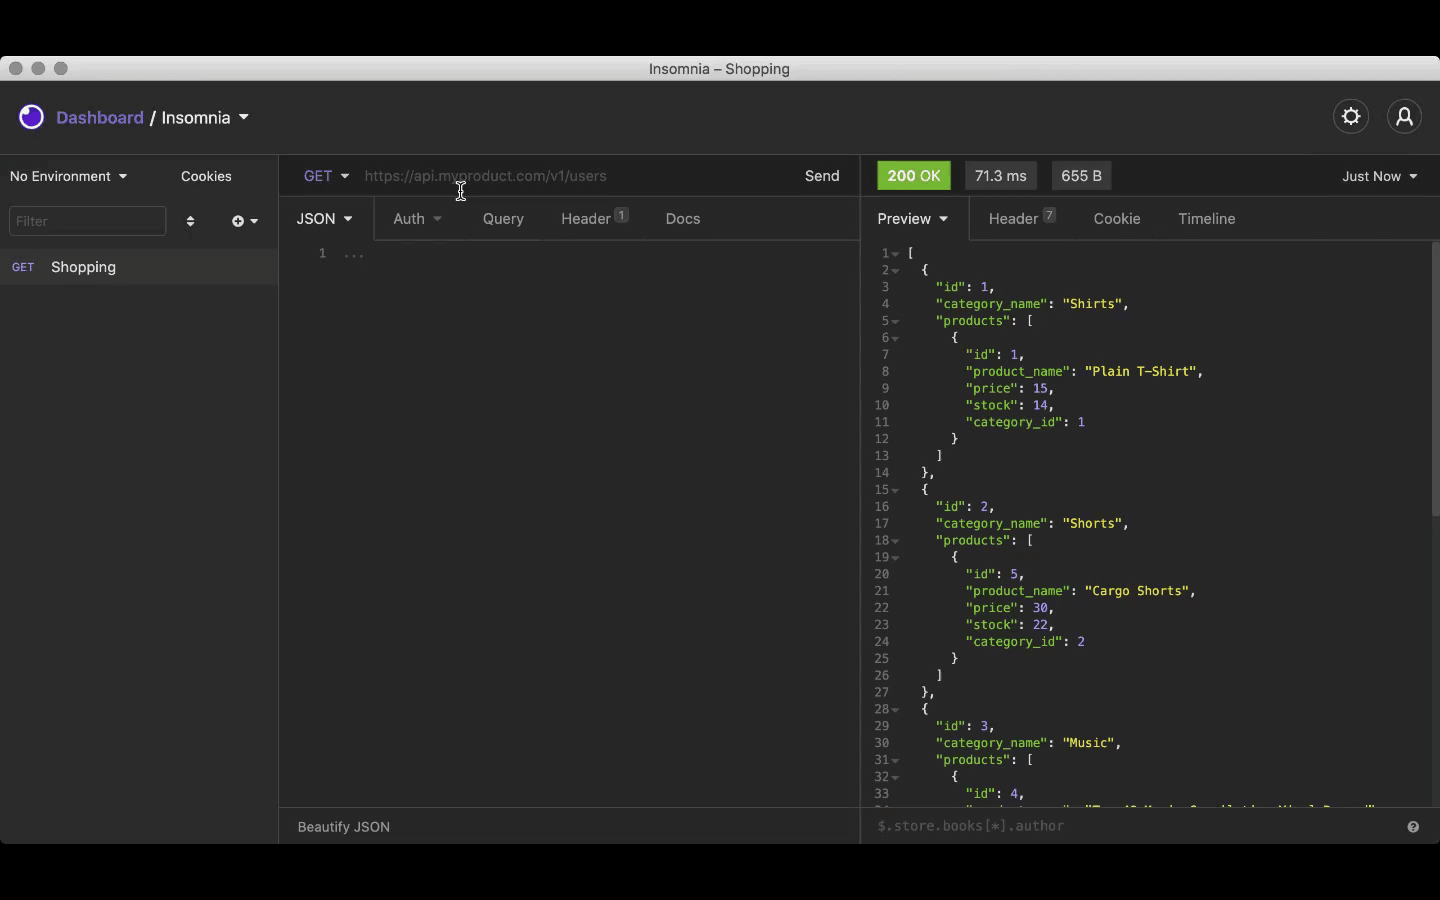 Insomnia – Shopping
Dashboard / Insomnia
No Environment
Cookies
GET
https://api.myproduct.com/v1/users
Send
200 OK
71.3 ms
655 B
Just Now
Filter
JSON
Auth
Query
Header 1
Docs
Preview
Header 7
Cookie
Timeline
GET Shopping
1 ...
1 [
2 {
3 "id": 1,
4 "category_name": "Shirts",
5 "products": [
6 {
7 "id": 1,
8 "product_name": "Plain T-Shirt",
9 "price": 15,
10 "stock": 14,
11 "category_id": 1
12 }
13 ]
14 },
15 {
16 "id": 2,
17 "category_name": "Shorts",
18 "products": [
19 {
20 "id": 5,
21 "product_name": "Cargo Shorts",
22 "price": 30,
23 "stock": 22,
24 "category_id": 2
25 }
26 ]
27 },
28 {
29 "id": 3,
30 "category_name": "Music",
31 "products": [
32 {
33 "id": 4,
Beautify JSON
$.store.books[*].author